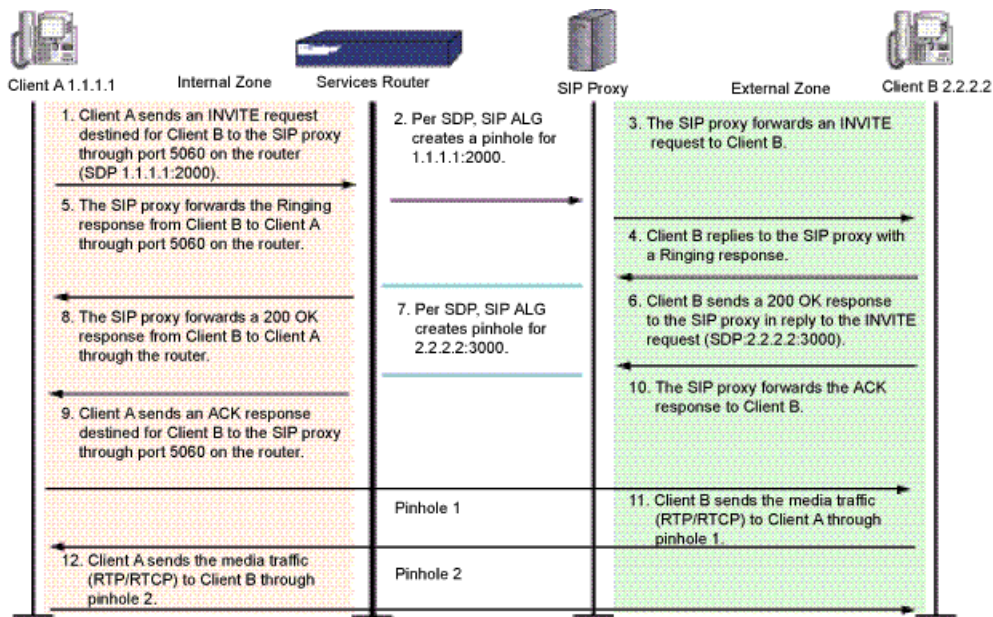 Client A 1.1.1.1
Internal Zone
Services Router
SIP Proxy
External Zone
Client B 2.2.2.2
1. Client A sends an INVITE request
destined for Client B to the SIP proxy
through port 5060 on the router
(SDP 1.1.1.1:2000).
2. Per SDP, SIP ALG
creates a pinhole for
1.1.1.1:2000.
3. The SIP proxy forwards an INVITE
request to Client B.
5. The SIP proxy forwards the Ringing
response from Client B to Client A
through port 5060 on the router.
4. Client B replies to the SIP proxy with
a Ringing response.
8. The SIP proxy forwards a 200 OK
response from Client B to Client A
through the router.
7. Per SDP, SIP ALG
creates pinhole for
2.2.2.2:3000.
6. Client B sends a 200 OK response
to the SIP proxy in reply to the INVITE
request (SDP:2.2.2.2:3000).
9. Client A sends an ACK response
destined for Client B to the SIP proxy
through port 5060 on the router.
10. The SIP proxy forwards the ACK
response to Client B.
Pinhole 1
11. Client B sends the media traffic
(RTP/RTCP) to Client A through
pinhole 1.
12. Client A sends the media traffic
(RTP/RTCP) to Client B through
pinhole 2.
Pinhole 2